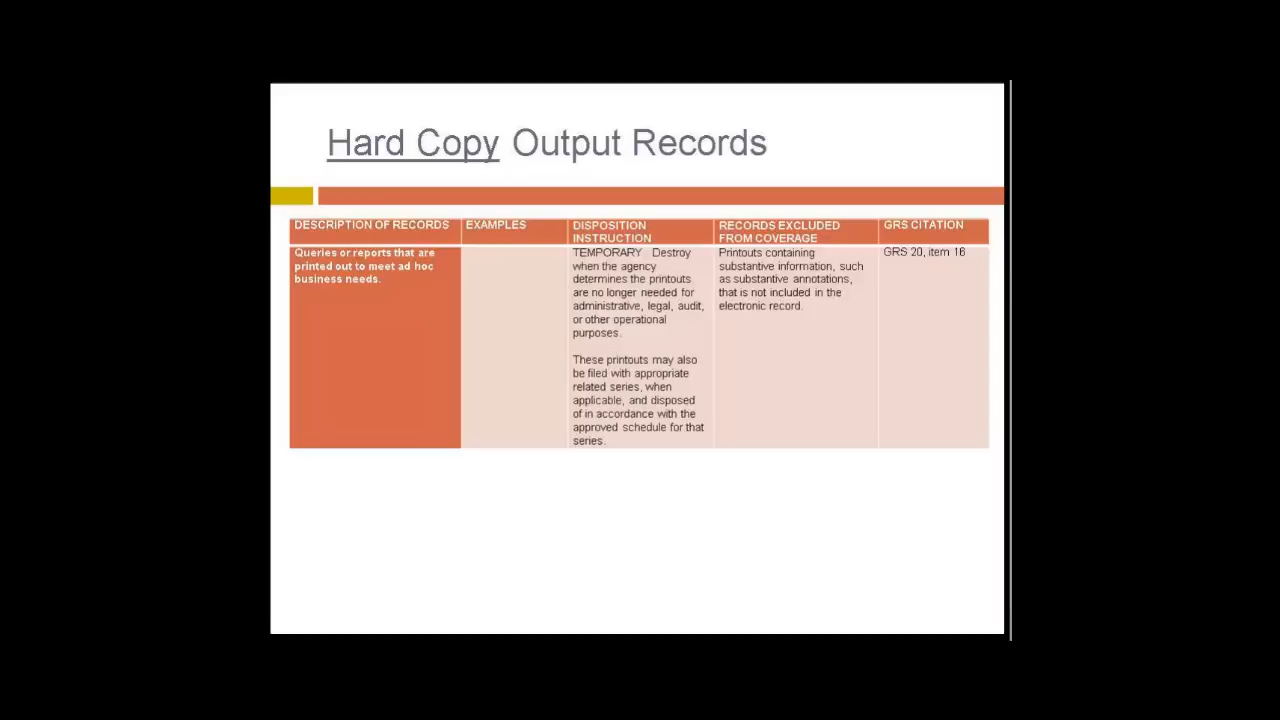 Hard Copy Output Records
DESCRIPTION OF RECORDS
EXAMPLES
DISPOSITION
INSTRUCTION
RECORDS EXCLUDED
FROM COVERAGE
GRS CITATION
Queries or reports that are
printed out to meet ad hoc
business needs.
TEMPORARY Destroy
when the agency
determines the printouts
are no longer needed for
administrative, legal, audit,
or other operational
purposes.
These printouts may also
be filed with appropriate
related series, when
applicable, and disposed
of in accordance with the
approved schedule for that
series.
Printouts containing
substantive information, such
as substantive annotations,
that is not included in the
electronic record.
GRS 20, item 16